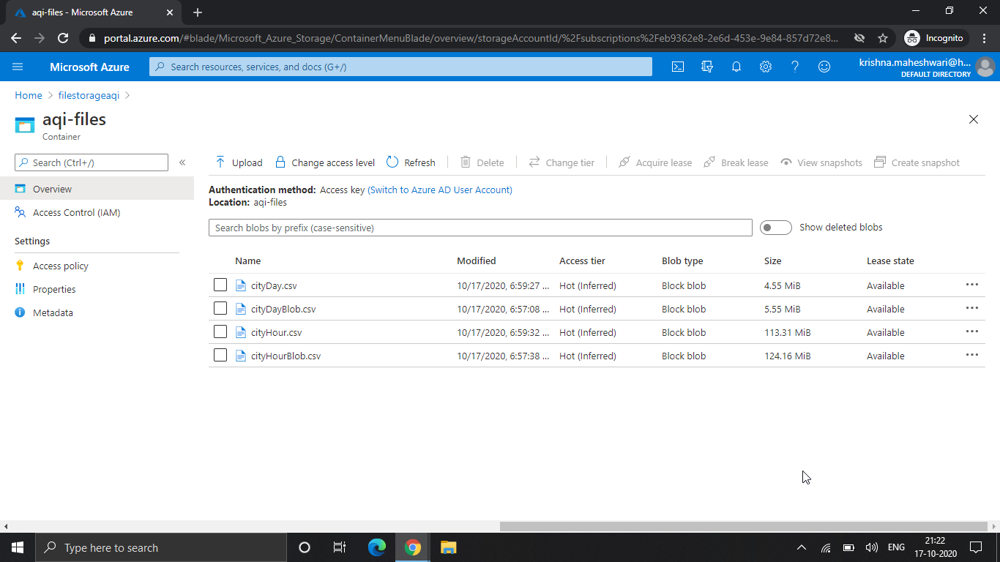 aqi-files - Microsoft Azure
portal.azure.com/#blade/Microsoft_Azure_Storage/ContainerMenuBlade/overview/storageAccountId/%2Fsubscriptions%2Feb9362e8-2e6d-453e-9e84-857d72e8...
Incognito
Microsoft Azure
Search resources, services, and docs (G+/)
krishna.maheshwari@h...
DEFAULT DIRECTORY
Home > filestorageaqi >
aqi-files
Container
Search (Ctrl+/)
«
Overview
Access Control (IAM)
Settings
Access policy
Properties
Metadata
Upload Change access level Refresh Delete Change tier Acquire lease Break lease View snapshots Create snapshot
Authentication method: Access key (Switch to Azure AD User Account)
Location: aqi-files
Search blobs by prefix (case-sensitive)
Show deleted blobs
Name Modified Access tier Blob type Size Lease state
cityDay.csv 10/17/2020, 6:59:27 ... Hot (Inferred) Block blob 4.55 MiB Available
cityDayBlob.csv 10/17/2020, 6:57:08 ... Hot (Inferred) Block blob 5.55 MiB Available
cityHour.csv 10/17/2020, 6:59:32 ... Hot (Inferred) Block blob 113.31 MiB Available
cityHourBlob.csv 10/17/2020, 6:57:38 ... Hot (Inferred) Block blob 124.16 MiB Available
Type here to search
ENG
21:22
17-10-2020